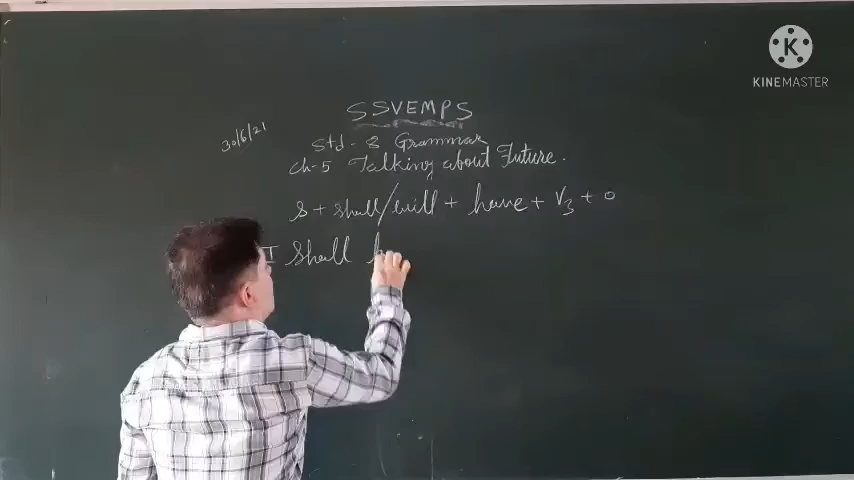 K
KINEMASTER
SSVEMPS
30/6/21
Std - 8 Grammar
Ch-5 Talking about Future.
S + shall/will + have + V3 + O
I Shall h